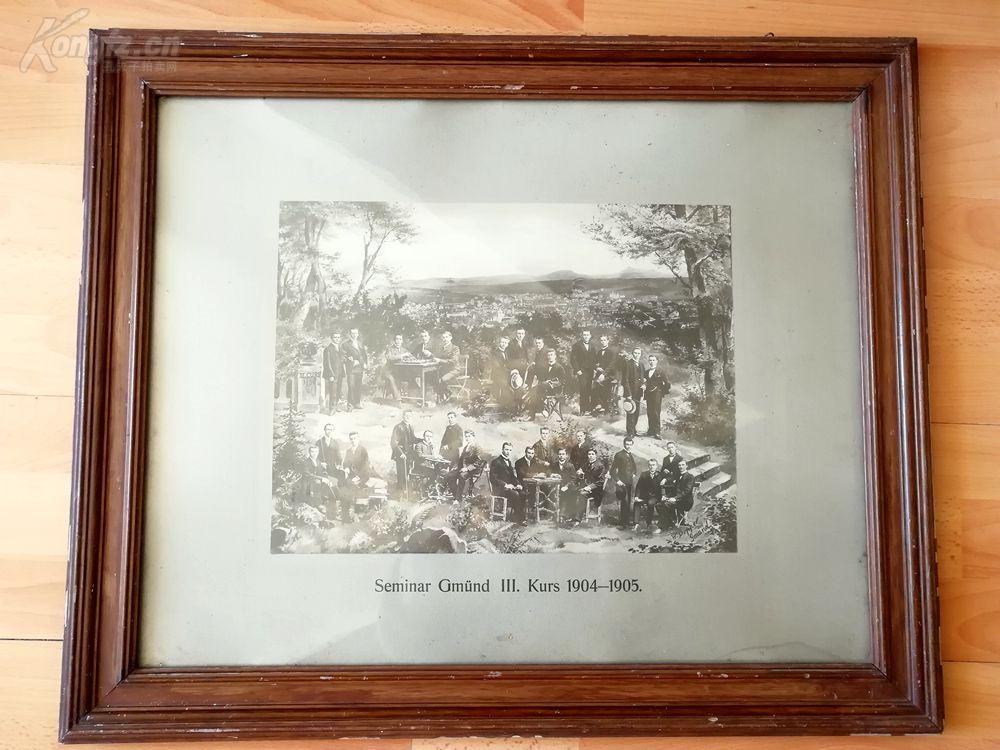 Kongfz.cn
Seminar Gmünd III. Kurs 1904–1905.